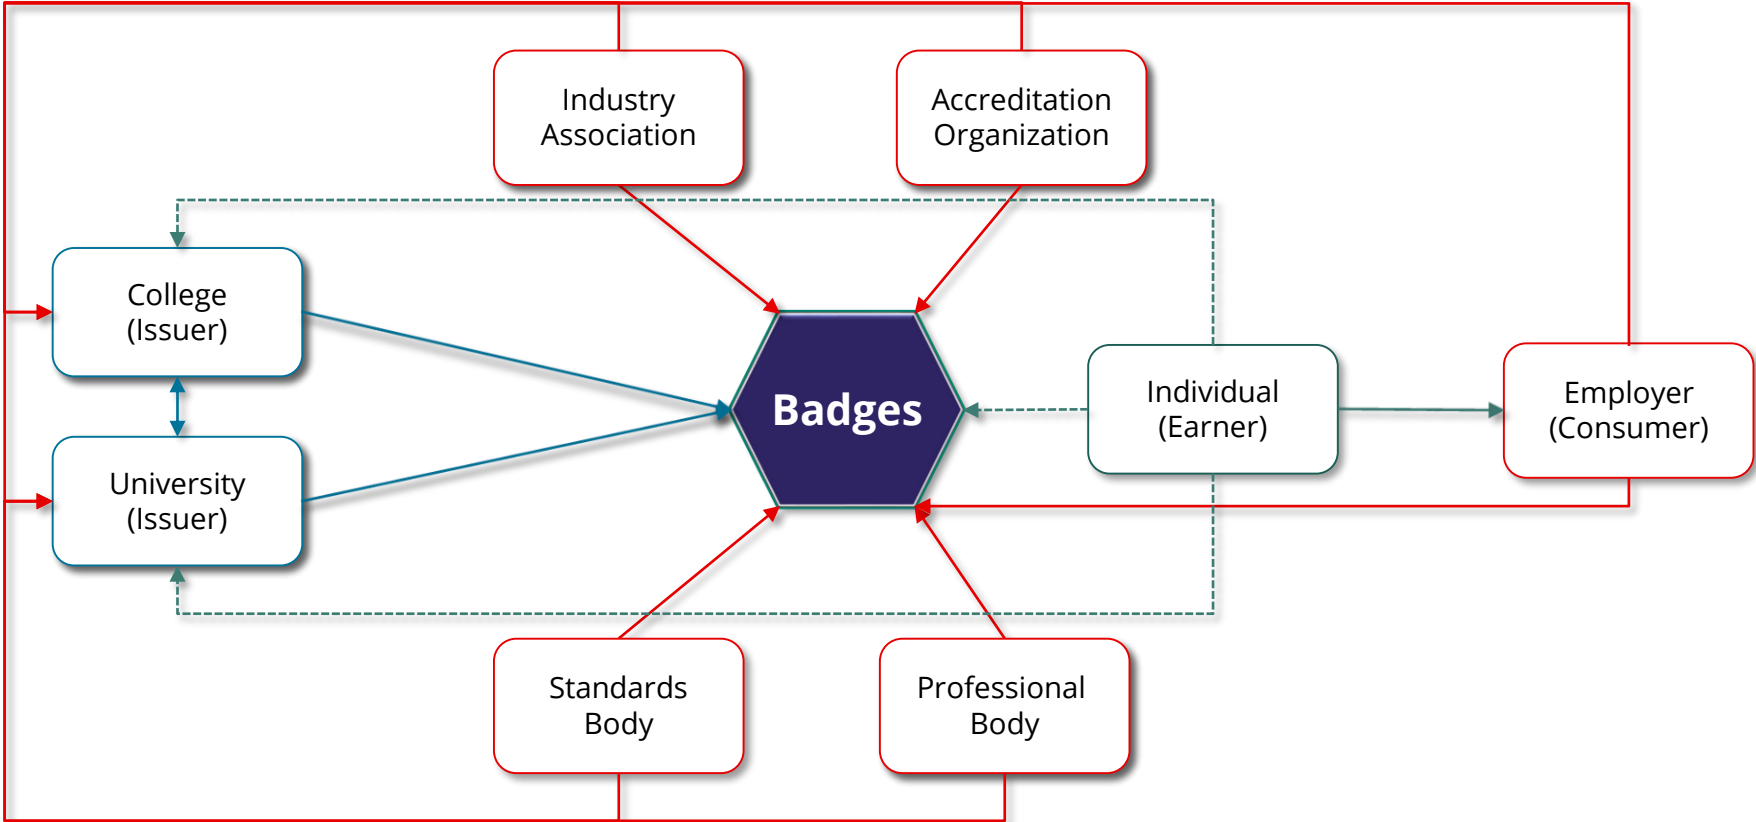 Industry
Association
Accreditation
Organization
College
(Issuer)
University
(Issuer)
Badges
Individual
(Earner)
Employer
(Consumer)
Standards
Body
Professional
Body